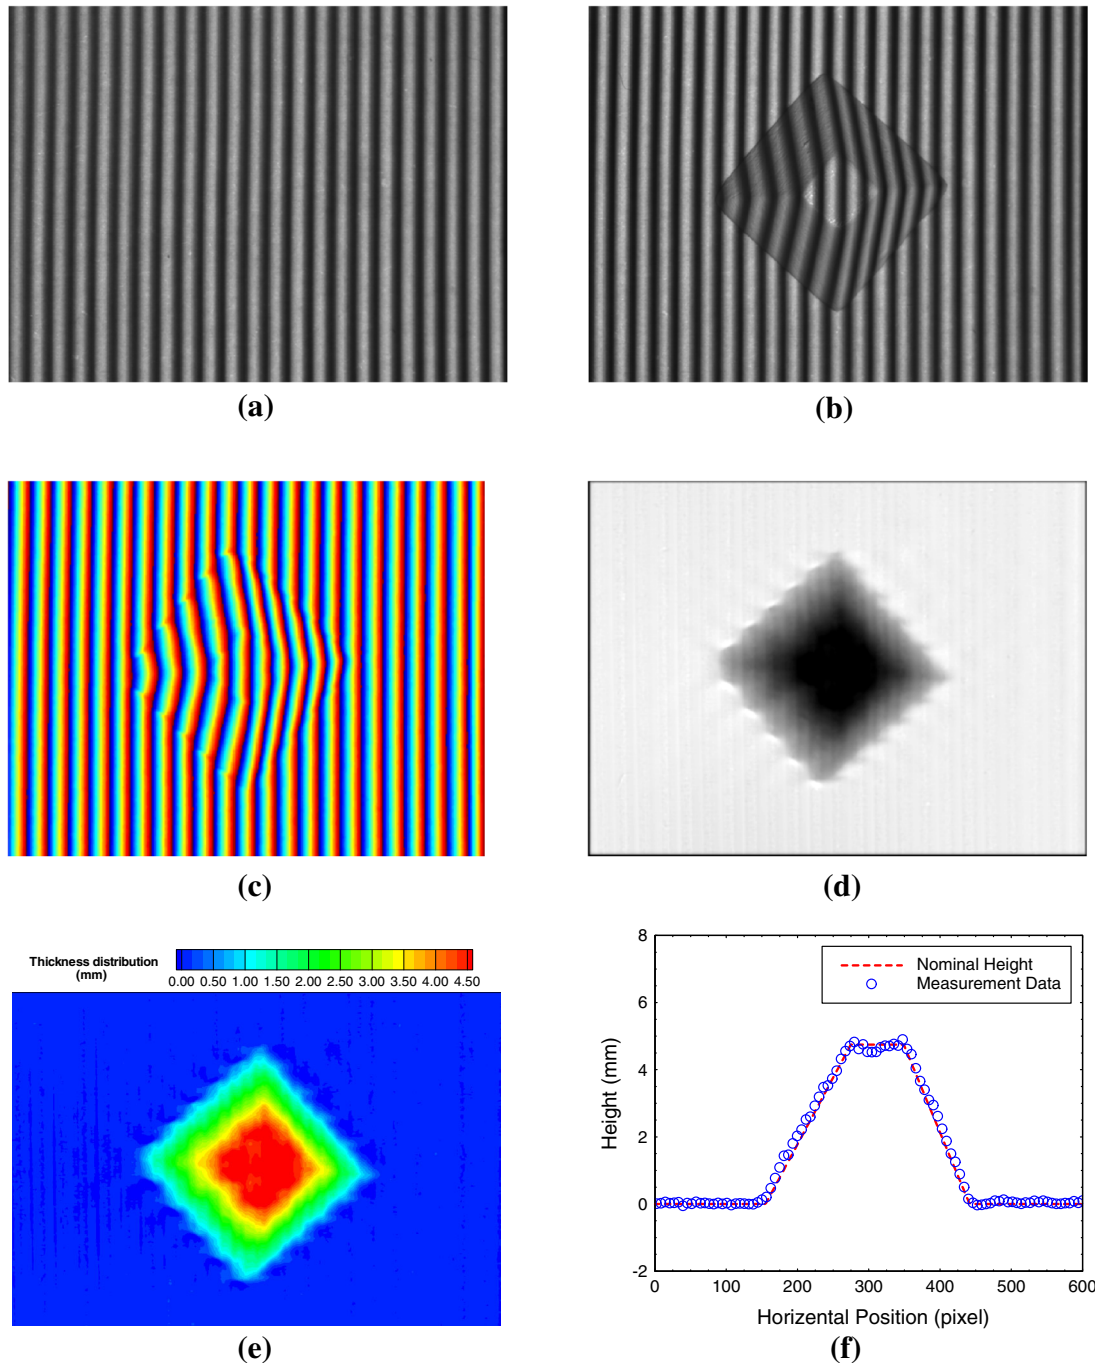 (a)
(b)
(c)
(d)
Thickness distribution
(mm)
0.00 0.50 1.00 1.50 2.00 2.50 3.00 3.50 4.00 4.50
(e)
8
6
4
2
0
-2
Height (mm)
Nominal Height
Measurement Data
0 100 200 300 400 500 600
Horizental Position (pixel)
(f)